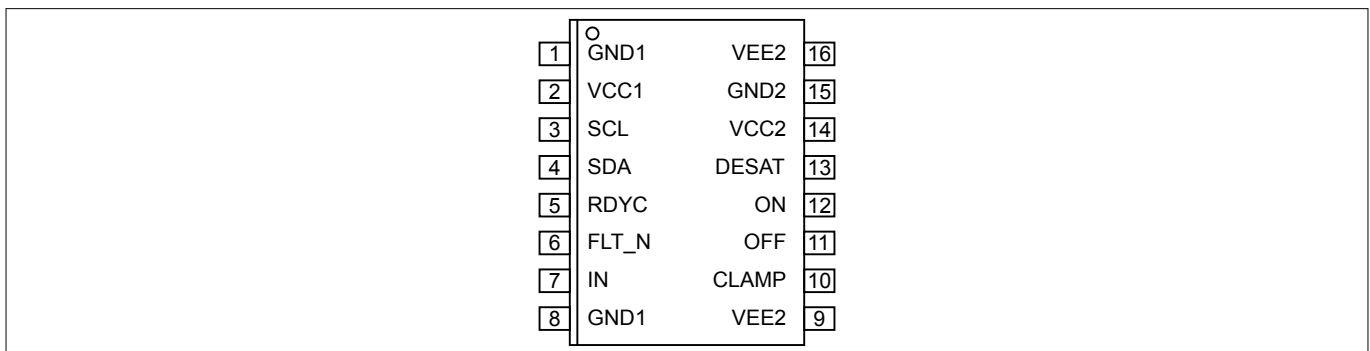 1 GND1 VEE2 16
2 VCC1 GND2 15
3 SCL VCC2 14
4 SDA DESAT 13
5 RDYC ON 12
6 FLT_N OFF 11
7 IN CLAMP 10
8 GND1 VEE2 9